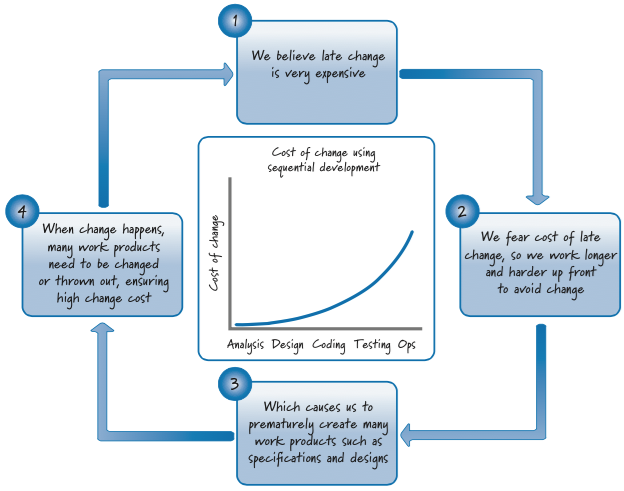 1
We believe late change
is very expensive
2
We fear cost of late
change, so we work longer
and harder up front
to avoid change
3
Which causes us to
prematurely create many
work products such as
specifications and designs
4
When change happens,
many work products
need to be changed
or thrown out, ensuring
high change cost
Cost of change using
sequential development
Cost of change
Analysis Design Coding Testing Ops